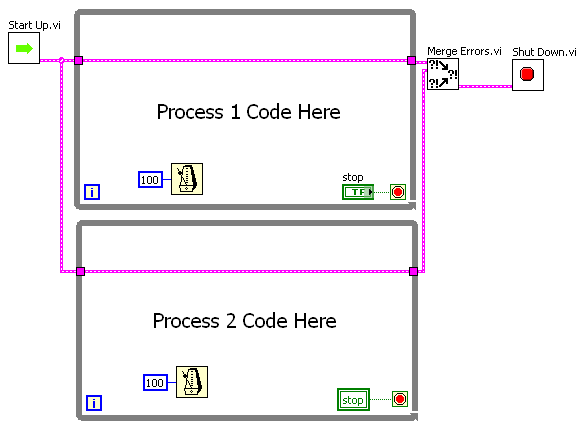 Start Up.vi
Merge Errors.vi
Shut Down.vi
?!
?!
?!
Process 1 Code Here
100
stop
TF
i
Process 2 Code Here
100
stop
i